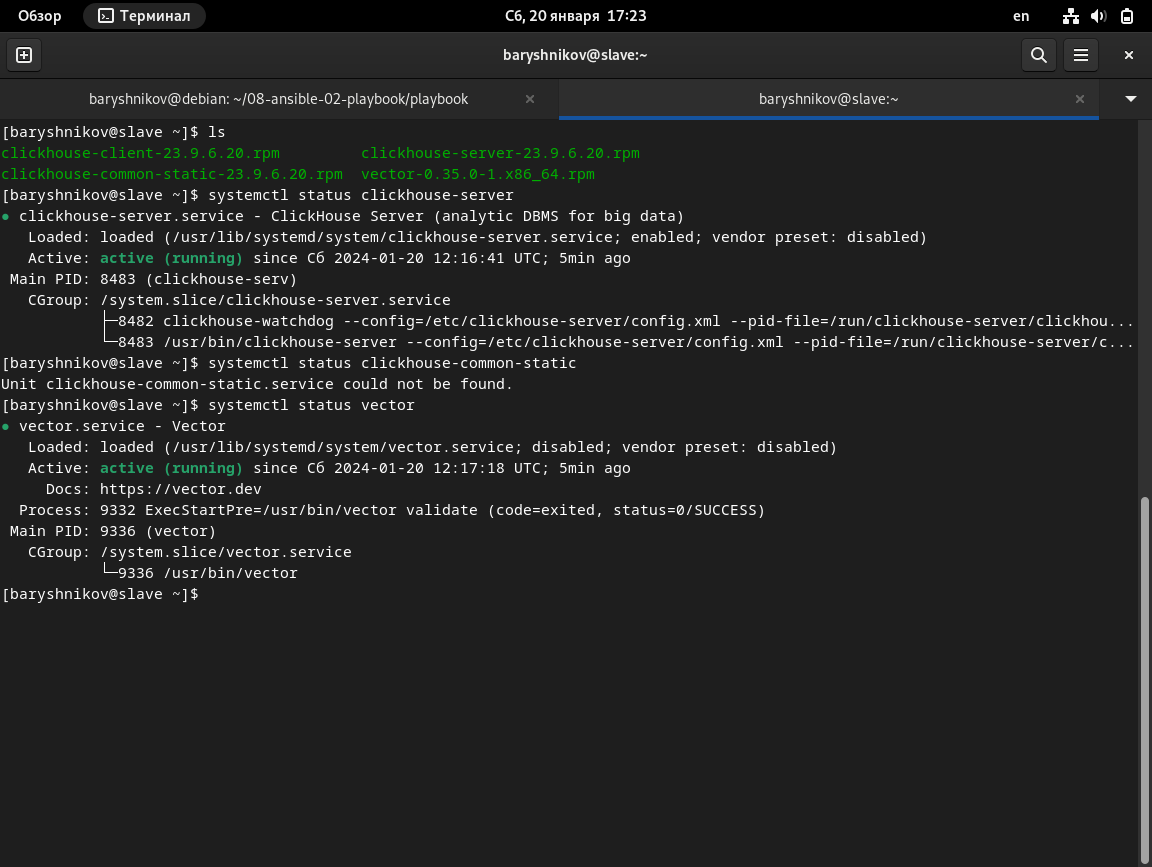 Обзор Терминал Сб, 20 января 17:23 en
baryshnikov@slave:~
baryshnikov@debian: ~/08-ansible-02-playbook/playbook × baryshnikov@slave:~ ×
[baryshnikov@slave ~]$ ls
clickhouse-client-23.9.6.20.rpm         clickhouse-server-23.9.6.20.rpm
clickhouse-common-static-23.9.6.20.rpm  vector-0.35.0-1.x86_64.rpm
[baryshnikov@slave ~]$ systemctl status clickhouse-server
● clickhouse-server.service - ClickHouse Server (analytic DBMS for big data)
   Loaded: loaded (/usr/lib/systemd/system/clickhouse-server.service; enabled; vendor preset: disabled)
   Active: active (running) since Сб 2024-01-20 12:16:41 UTC; 5min ago
 Main PID: 8483 (clickhouse-serv)
   CGroup: /system.slice/clickhouse-server.service
           ├─8482 clickhouse-watchdog --config=/etc/clickhouse-server/config.xml --pid-file=/run/clickhouse-server/clickhou...
           └─8483 /usr/bin/clickhouse-server --config=/etc/clickhouse-server/config.xml --pid-file=/run/clickhouse-server/c...
[baryshnikov@slave ~]$ systemctl status clickhouse-common-static
Unit clickhouse-common-static.service could not be found.
[baryshnikov@slave ~]$ systemctl status vector
● vector.service - Vector
   Loaded: loaded (/usr/lib/systemd/system/vector.service; disabled; vendor preset: disabled)
   Active: active (running) since Сб 2024-01-20 12:17:18 UTC; 5min ago
     Docs: https://vector.dev
  Process: 9332 ExecStartPre=/usr/bin/vector validate (code=exited, status=0/SUCCESS)
 Main PID: 9336 (vector)
   CGroup: /system.slice/vector.service
           └─9336 /usr/bin/vector
[baryshnikov@slave ~]$